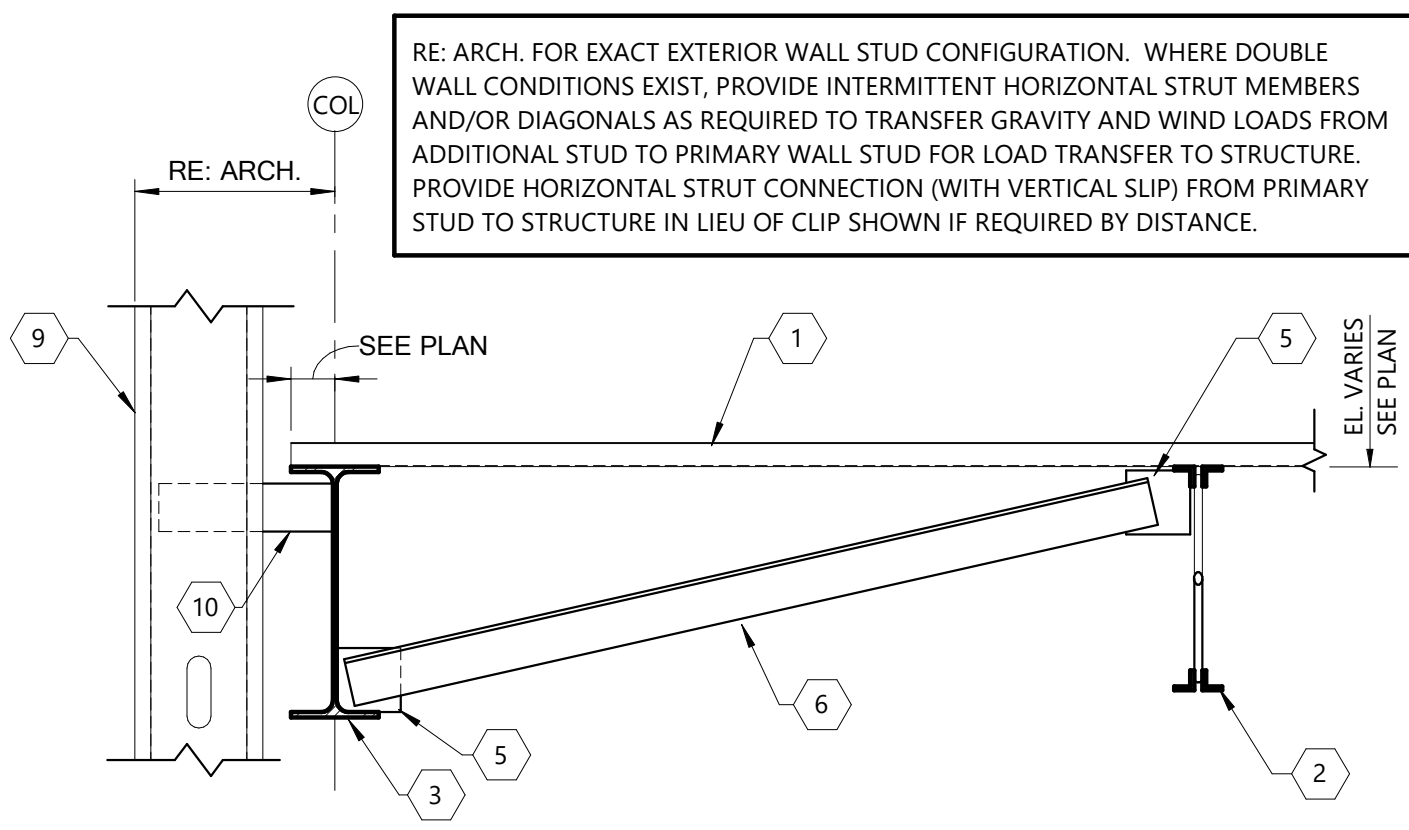 RE: ARCH. FOR EXACT EXTERIOR WALL STUD CONFIGURATION. WHERE DOUBLE
WALL CONDITIONS EXIST, PROVIDE INTERMITTENT HORIZONTAL STRUT MEMBERS
AND/OR DIAGONALS AS REQUIRED TO TRANSFER GRAVITY AND WIND LOADS FROM
ADDITIONAL STUD TO PRIMARY WALL STUD FOR LOAD TRANSFER TO STRUCTURE.
PROVIDE HORIZONTAL STRUT CONNECTION (WITH VERTICAL SLIP) FROM PRIMARY
STUD TO STRUCTURE IN LIEU OF CLIP SHOWN IF REQUIRED BY DISTANCE.
COL
RE: ARCH.
9
SEE PLAN
1
5
EL. VARIES
SEE PLAN
10
6
5
3
2